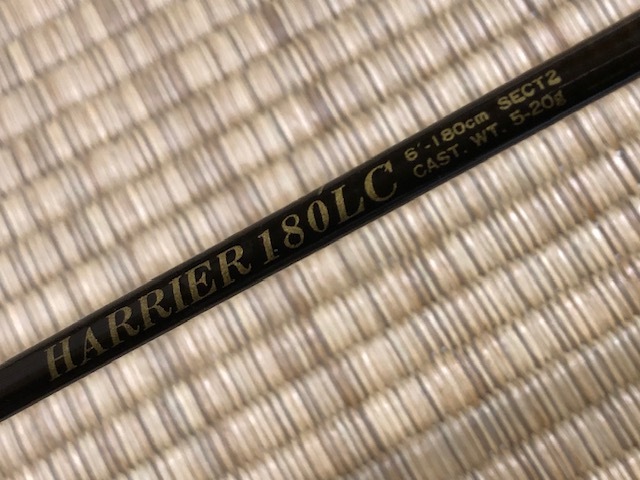 HARRIER 180LC
6'-180cm SECT2
CAST. WT. 5-20g